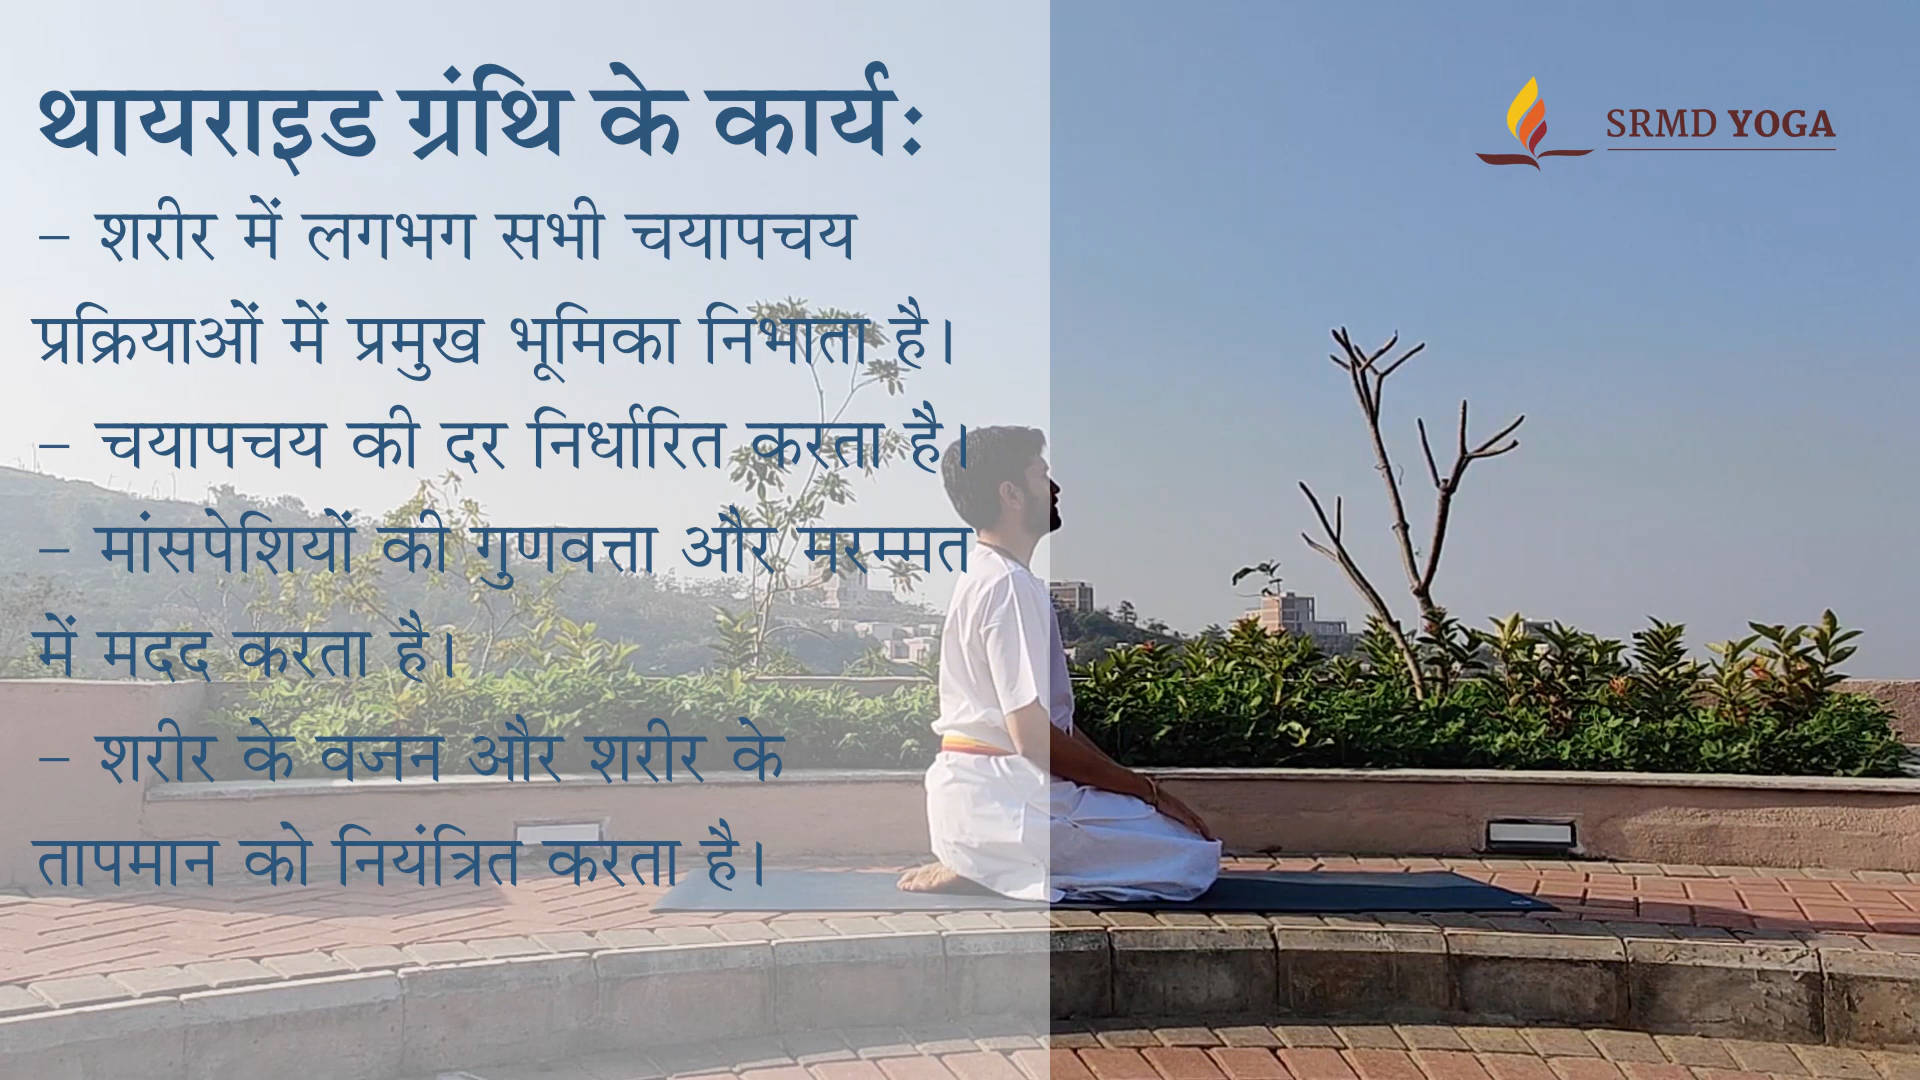 थायराइड ग्रंथि के कार्य:
- शरीर में लगभग सभी चयापचय
प्रक्रियाओं में प्रमुख भूमिका निभाता है।
- चयापचय की दर निर्धारित करता है।
- मांसपेशियों की गुणवत्ता और मरम्मत
में मदद करता है।
- शरीर के वजन और शरीर के
तापमान को नियंत्रित करता है।
SRMD YOGA